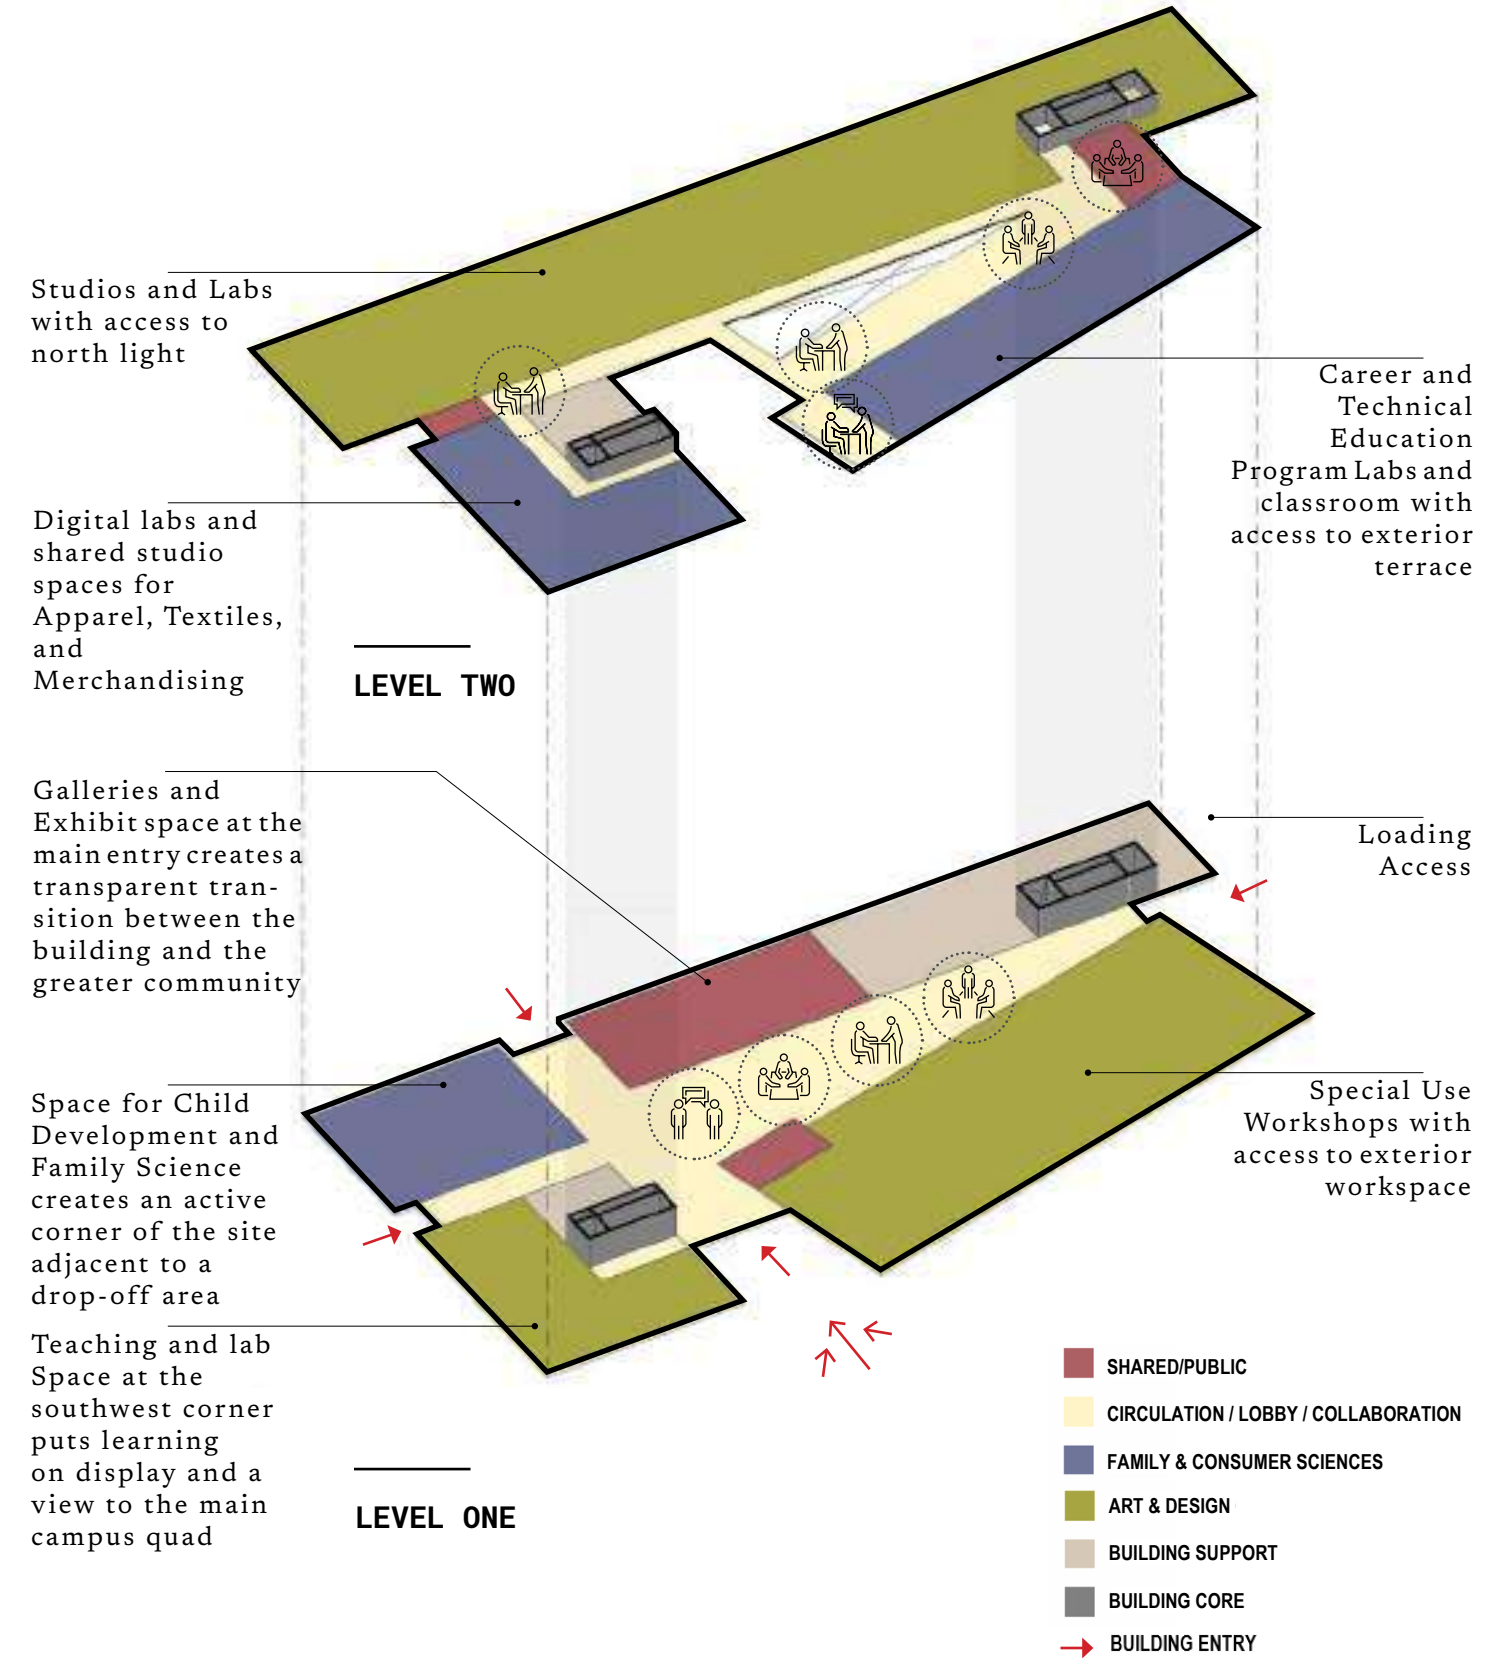 Studios and Labs
with access to
north light
Career and
Technical
Education
Program Labs and
classroom with
access to exterior
terrace
Digital labs and
shared studio
spaces for
Apparel, Textiles,
and
Merchandising
LEVEL TWO
Galleries and
Exhibit space at the
main entry creates a
transparent tran-
sition between the
building and the
greater community
Loading
Access
Space for Child
Development and
Family Science
creates an active
corner of the site
adjacent to a
drop-off area
Special Use
Workshops with
access to exterior
workspace
Teaching and lab
Space at the
southwest corner
puts learning
on display and a
view to the main
campus quad
LEVEL ONE
SHARED/PUBLIC
CIRCULATION / LOBBY / COLLABORATION
FAMILY & CONSUMER SCIENCES
ART & DESIGN
BUILDING SUPPORT
BUILDING CORE
BUILDING ENTRY